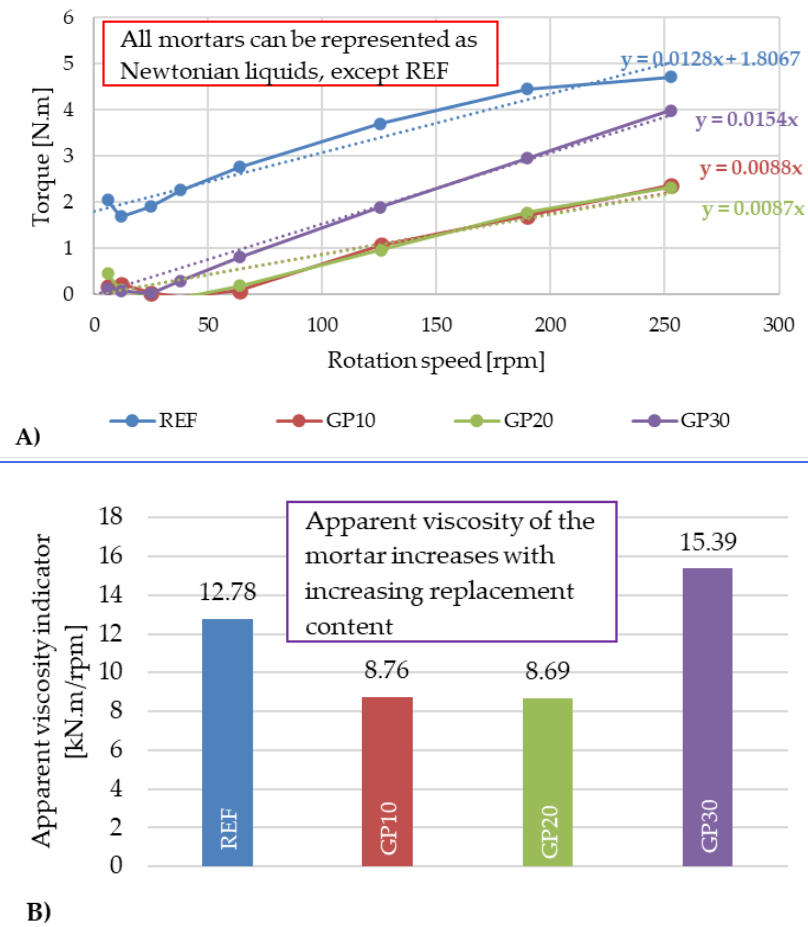 All mortars can be represented as
Newtonian liquids, except REF
y = 0.0128x + 1.8067
y = 0.0154x
y = 0.0088x
y = 0.0087x
Torque [N.m]
6
5
4
3
2
1
0
0 50 100 150 200 250 300
Rotation speed [rpm]
REF GP10 GP20 GP30
A)
Apparent viscosity of the
mortar increases with
increasing replacement
content
Apparent viscosity indicator
[kN.m/rpm]
18
16
14
12
10
8
6
4
2
0
12.78
8.76
8.69
15.39
REF
GP10
GP20
GP30
B)